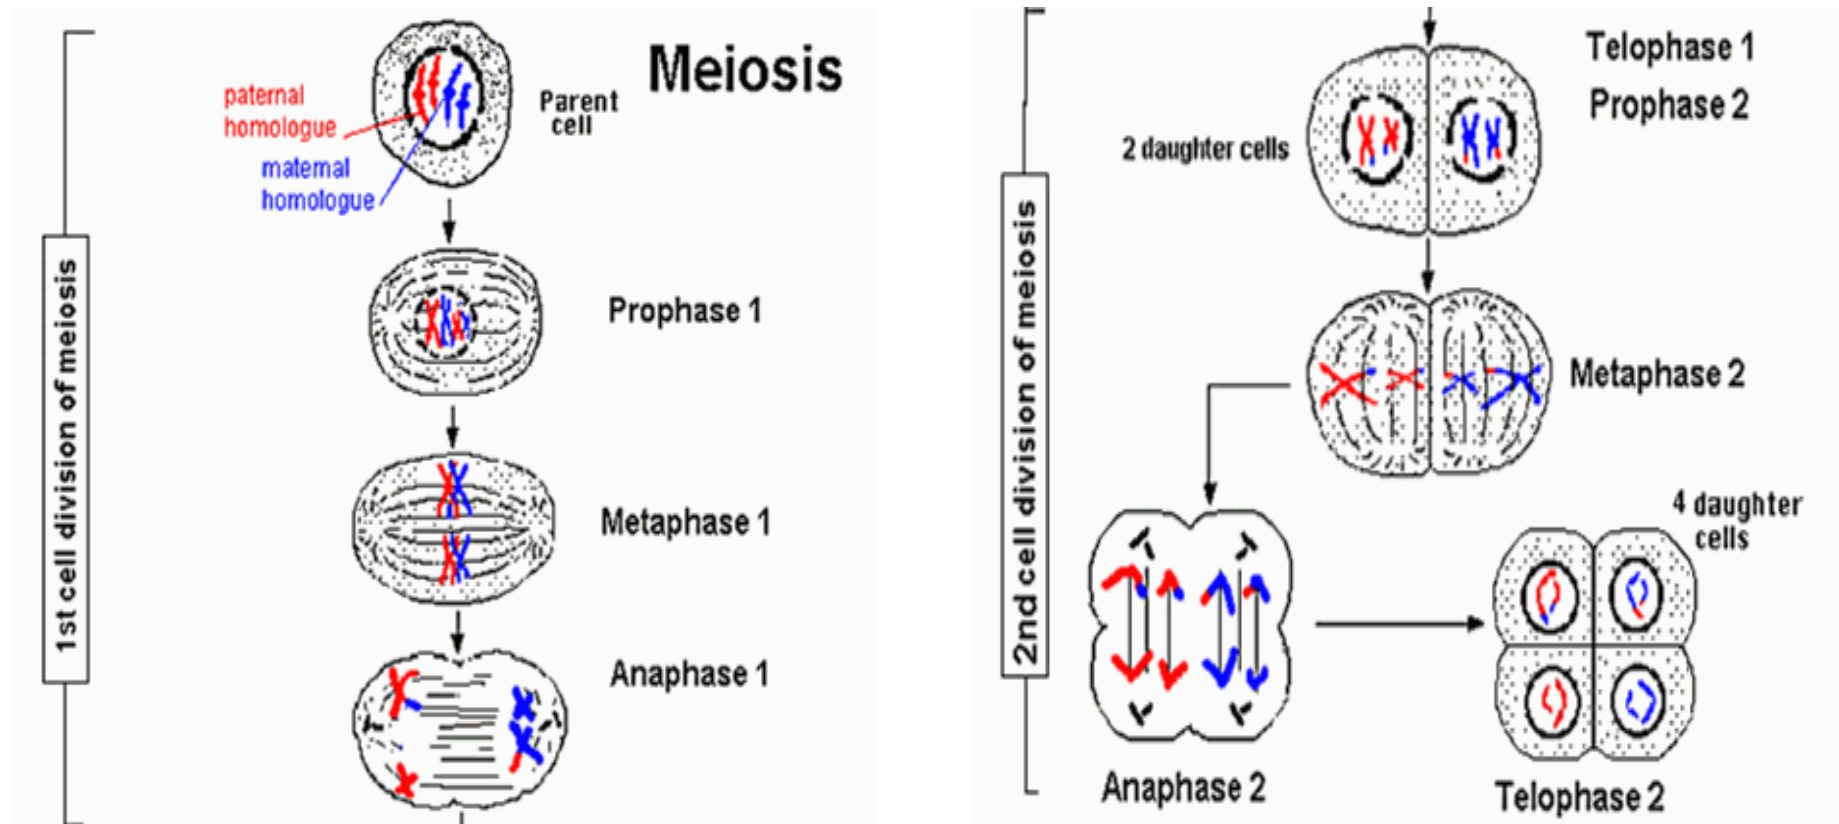 Meiosis
paternal
homologue
maternal
homologue
Parent
cell
Prophase 1
Metaphase 1
Anaphase 1
1st cell division of meiosis
Telophase 1
Prophase 2
2 daughter cells
Metaphase 2
4 daughter
cells
Anaphase 2
Telophase 2
2nd cell division of meiosis